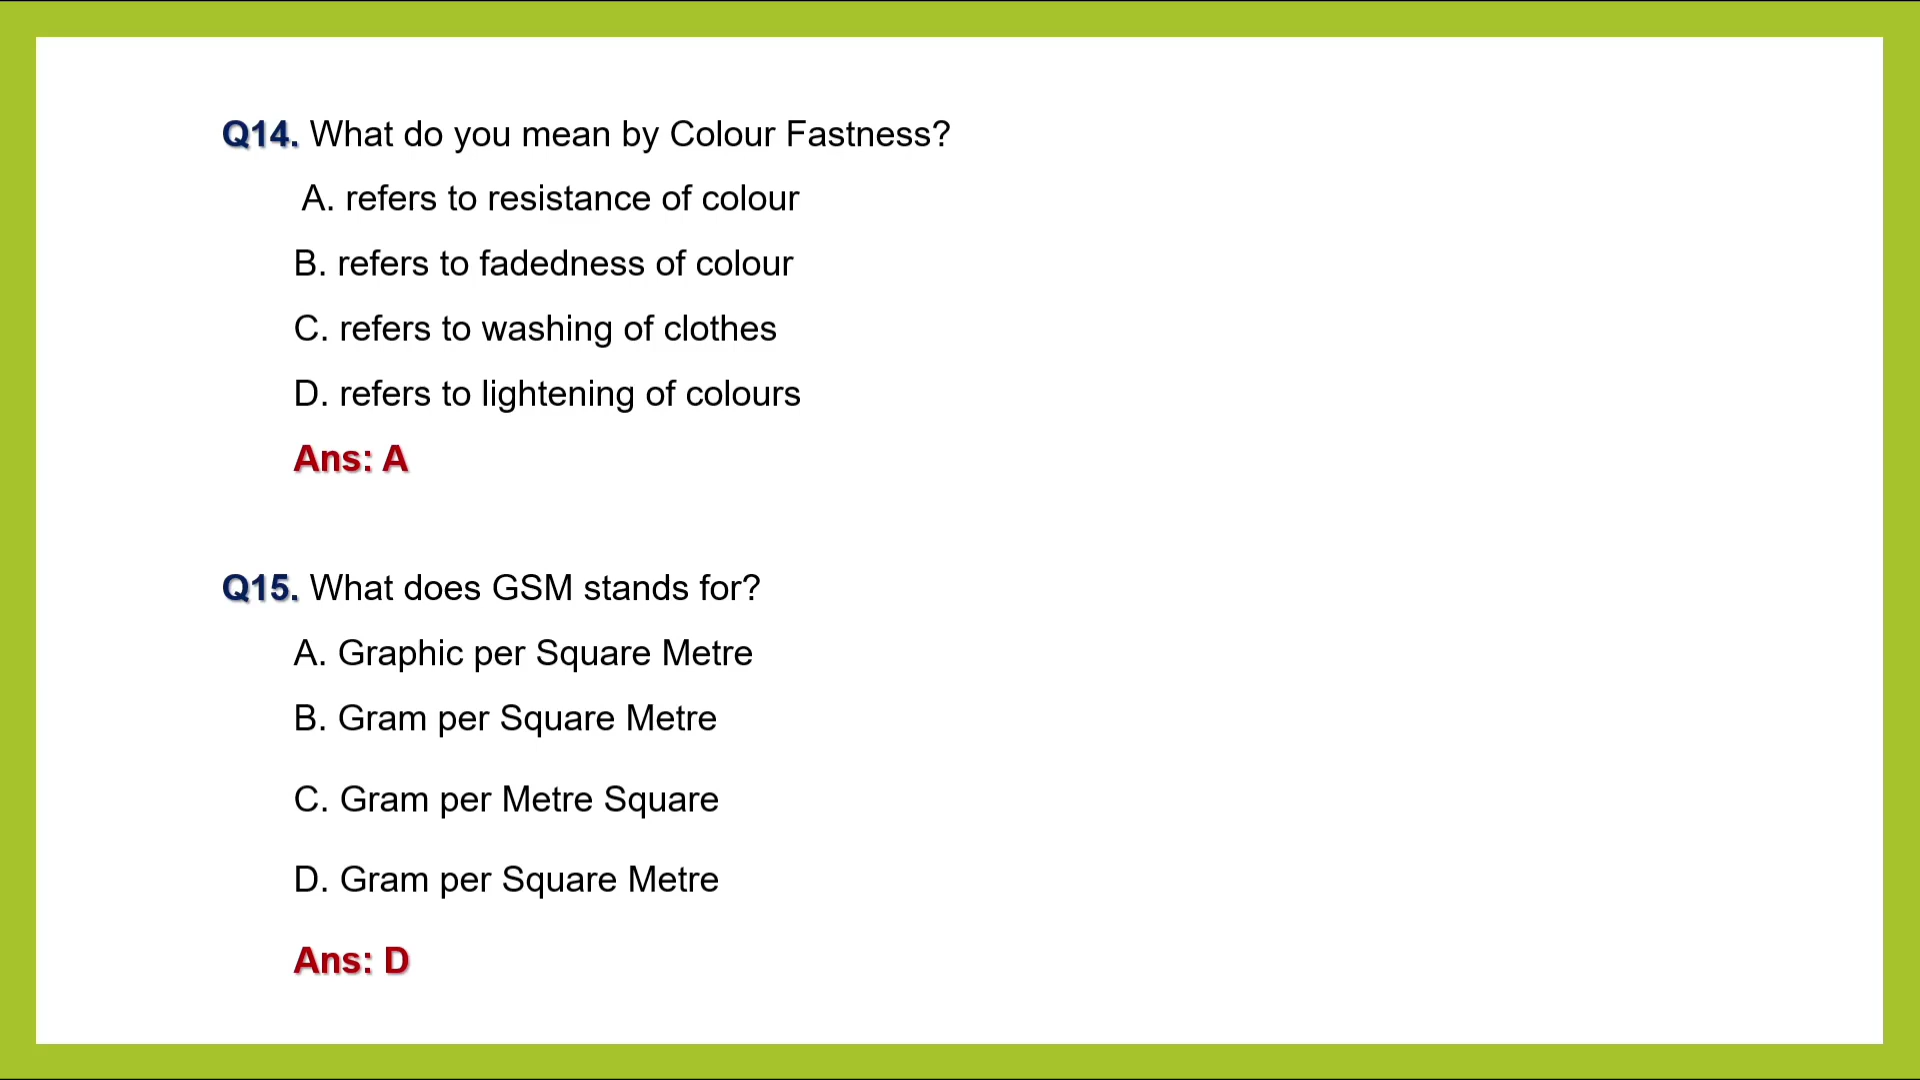 Q14. What do you mean by Colour Fastness?
A. refers to resistance of colour
B. refers to fadedness of colour
C. refers to washing of clothes
D. refers to lightening of colours
Ans: A
Q15. What does GSM stands for?
A. Graphic per Square Metre
B. Gram per Square Metre
C. Gram per Metre Square
D. Gram per Square Metre
Ans: D